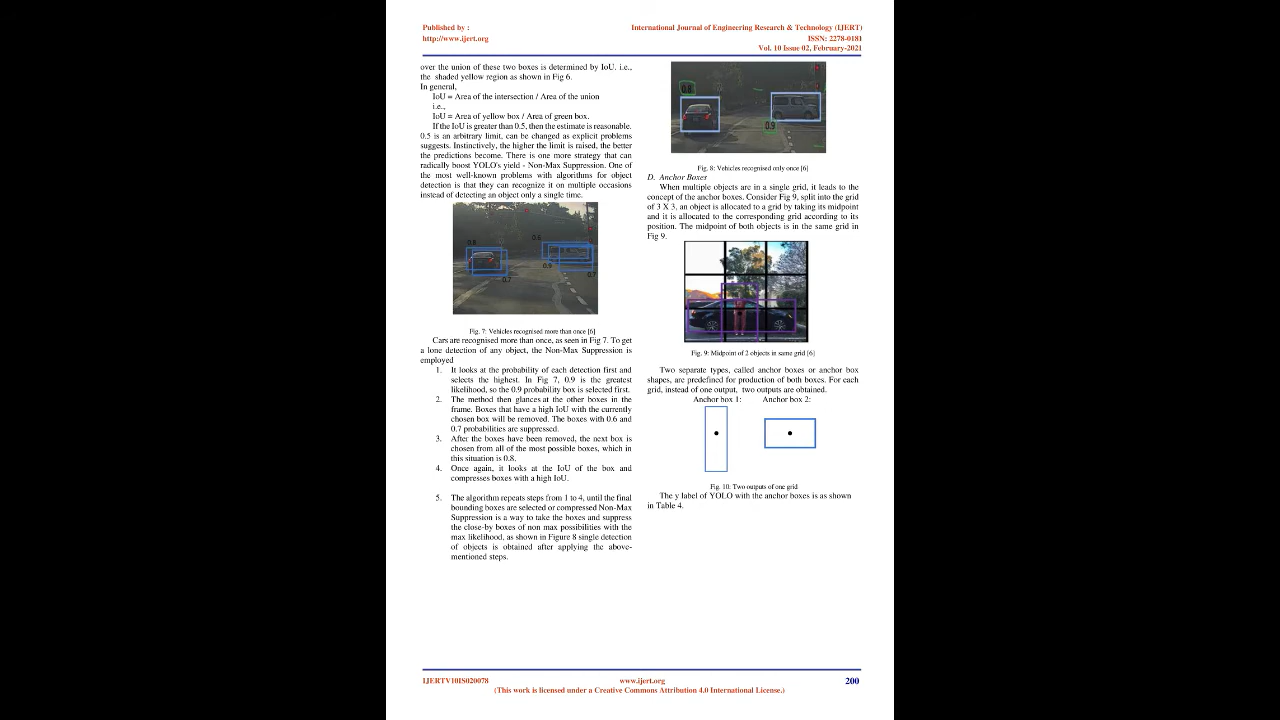 Published by :
http://www.ijert.org
International Journal of Engineering Research & Technology (IJERT)
ISSN: 2278-0181
Vol. 10 Issue 02, February-2021
over the union of these two boxes is determined by IoU. i.e.,
the shaded yellow region as shown in Fig 6.
In general,
IoU = Area of the intersection / Area of the union
i.e.,
IoU = Area of yellow box / Area of green box.
If the IoU is greater than 0.5, then the estimate is reasonable.
0.5 is an arbitrary limit, can be changed as explicit problems
suggests. Instinctively, the higher the limit is raised, the better
the predictions become. There is one more strategy that can
radically boost YOLO's yield - Non-Max Suppression. One of
the most well-known problems with algorithms for object
detection is that they can recognize it on multiple occasions
instead of detecting an object only a single time.
0.8
0.6
0.9
0.7
0.7
Fig. 7: Vehicles recognised more than once [6]
Cars are recognised more than once, as seen in Fig 7. To get
a lone detection of any object, the Non-Max Suppression is
employed
1. It looks at the probability of each detection first and
selects the highest. In Fig 7, 0.9 is the greatest
likelihood, so the 0.9 probability box is selected first.
2. The method then glances at the other boxes in the
frame. Boxes that have a high IoU with the currently
chosen box will be removed. The boxes with 0.6 and
0.7 probabilities are suppressed.
3. After the boxes have been removed, the next box is
chosen from all of the most possible boxes, which in
this situation is 0.8.
4. Once again, it looks at the IoU of the box and
compresses boxes with a high IoU.
5. The algorithm repeats steps from 1 to 4, until the final
bounding boxes are selected or compressed Non-Max
Suppression is a way to take the boxes and suppress
the close-by boxes of non max possibilities with the
max likelihood, as shown in Figure 8 single detection
of objects is obtained after applying the above-
mentioned steps.
0.8
0.9
Fig. 8: Vehicles recognised only once [6]
D. Anchor Boxes
When multiple objects are in a single grid, it leads to the
concept of the anchor boxes. Consider Fig 9, split into the grid
of 3 X 3, an object is allocated to a grid by taking its midpoint
and it is allocated to the corresponding grid according to its
position. The midpoint of both objects is in the same grid in
Fig 9.
Fig. 9: Midpoint of 2 objects in same grid [6]
Two separate types, called anchor boxes or anchor box
shapes, are predefined for production of both boxes. For each
grid, instead of one output, two outputs are obtained.
Anchor box 1: Anchor box 2:
Fig. 10: Two outputs of one grid
The y label of YOLO with the anchor boxes is as shown
in Table 4.
IJERTV10IS020078
www.ijert.org
200
(This work is licensed under a Creative Commons Attribution 4.0 International License.)